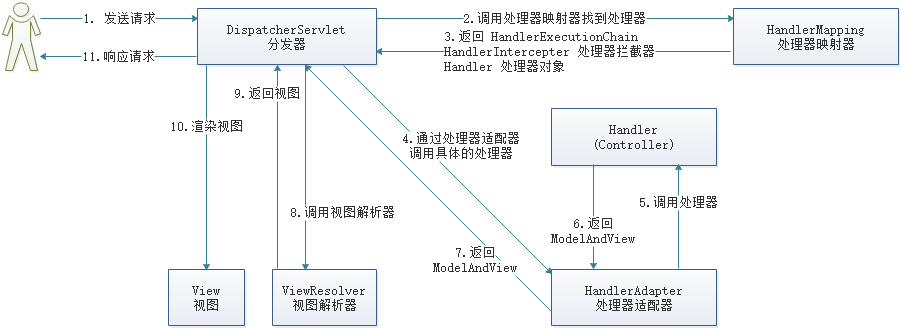 1. 发送请求
DispatcherServlet
分发器
2.调用处理器映射器找到处理器
HandlerMapping
处理器映射器
3.返回 HandlerExecutionChain
HandlerIntercepter 处理器拦截器
Handler 处理器对象
11.响应请求
9.返回视图
10.渲染视图
4.通过处理器适配器
调用具体的处理器
Handler
(Controller)
5.调用处理器
8.调用视图解析器
6.返回
ModelAndView
7.返回
ModelAndView
View
视图
ViewResolver
视图解析器
HandlerAdapter
处理器适配器